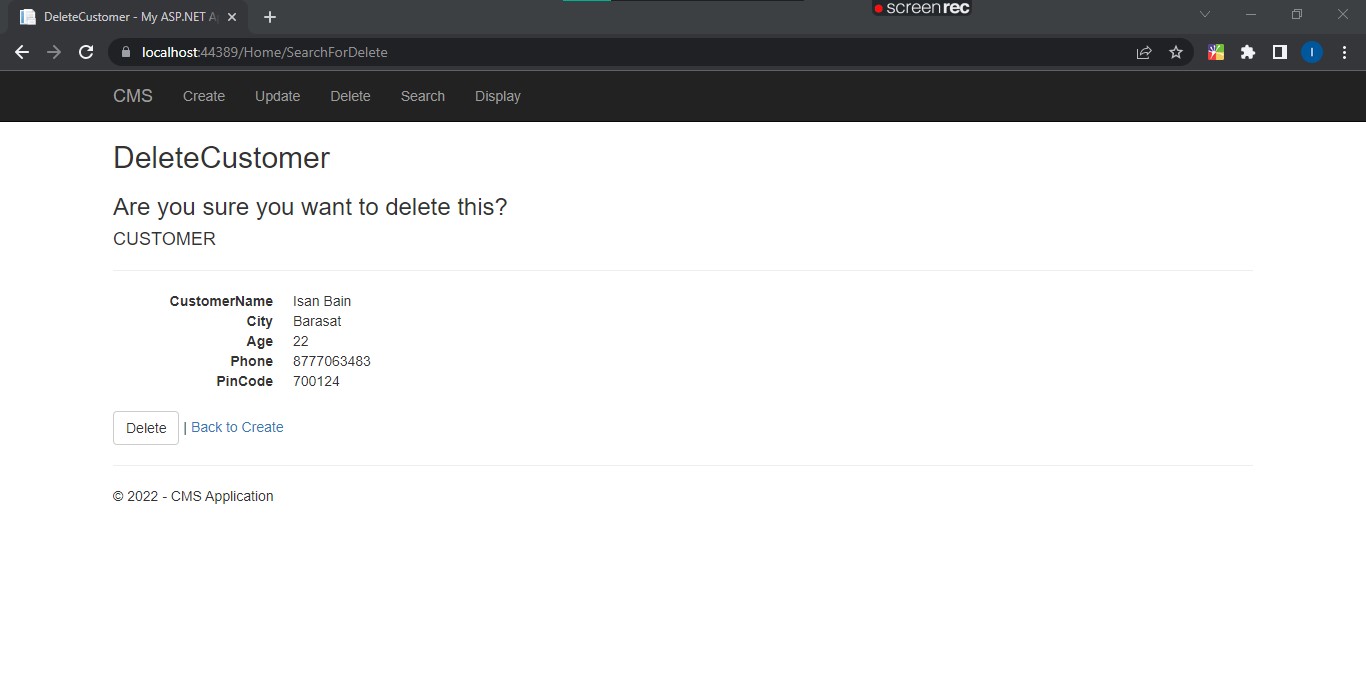 DeleteCustomer - My ASP.NET A
screenrec
localhost:44389/Home/SearchForDelete
I
CMS Create Update Delete Search Display
DeleteCustomer
Are you sure you want to delete this?
CUSTOMER
CustomerName Isan Bain
City Barasat
Age 22
Phone 8777063483
PinCode 700124
Delete | Back to Create
© 2022 - CMS Application